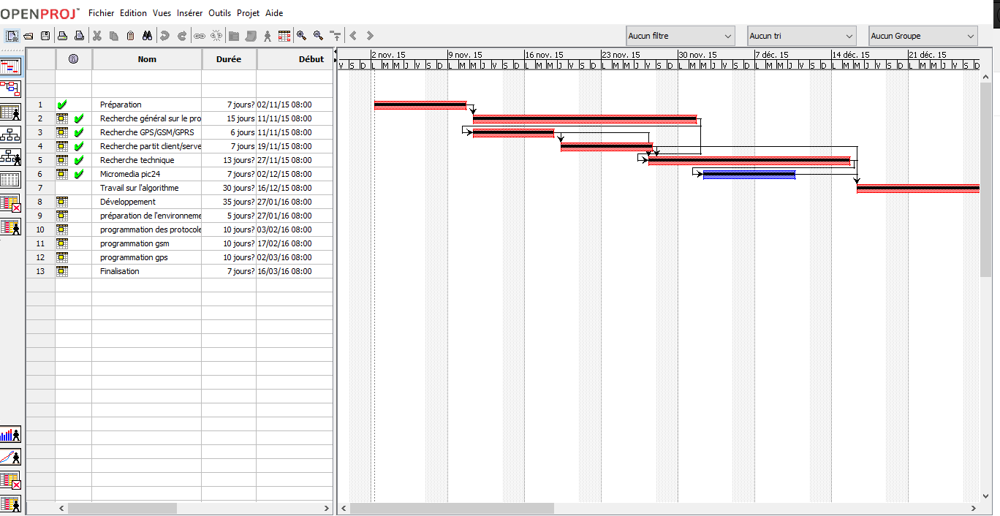 OPENPROJ™ Fichier Edition Vues Insérer Outils Projet Aide
Aucun filtre Aucun tri Aucun Groupe
Nom Durée Début
2 nov. 15 9 nov. 15 16 nov. 15 23 nov. 15 30 nov. 15 7 déc. 15 14 déc. 15 21 déc. 15
V S D L M M J V S D L M M J V S D L M M J V S D L M M J V S D L M M J V S D L M M J V S D L M M J V S D L M M J V S D
1 Préparation 7 jours? 02/11/15 08:00
2 Recherche général sur le pro 15 jours 11/11/15 08:00
3 Recherche GPS/GSM/GPRS 6 jours 11/11/15 08:00
4 Recherche partit client/serve 7 jours 19/11/15 08:00
5 Recherche technique 13 jours? 27/11/15 08:00
6 Micromedia pic24 7 jours? 02/12/15 08:00
7 Travail sur l'algorithme 30 jours? 16/12/15 08:00
8 Développement 35 jours? 27/01/16 08:00
9 préparation de l'environneme 5 jours? 27/01/16 08:00
10 programmation des protocole 10 jours? 03/02/16 08:00
11 programmation gsm 10 jours? 17/02/16 08:00
12 programmation gps 10 jours? 02/03/16 08:00
13 Finalisation 7 jours? 16/03/16 08:00